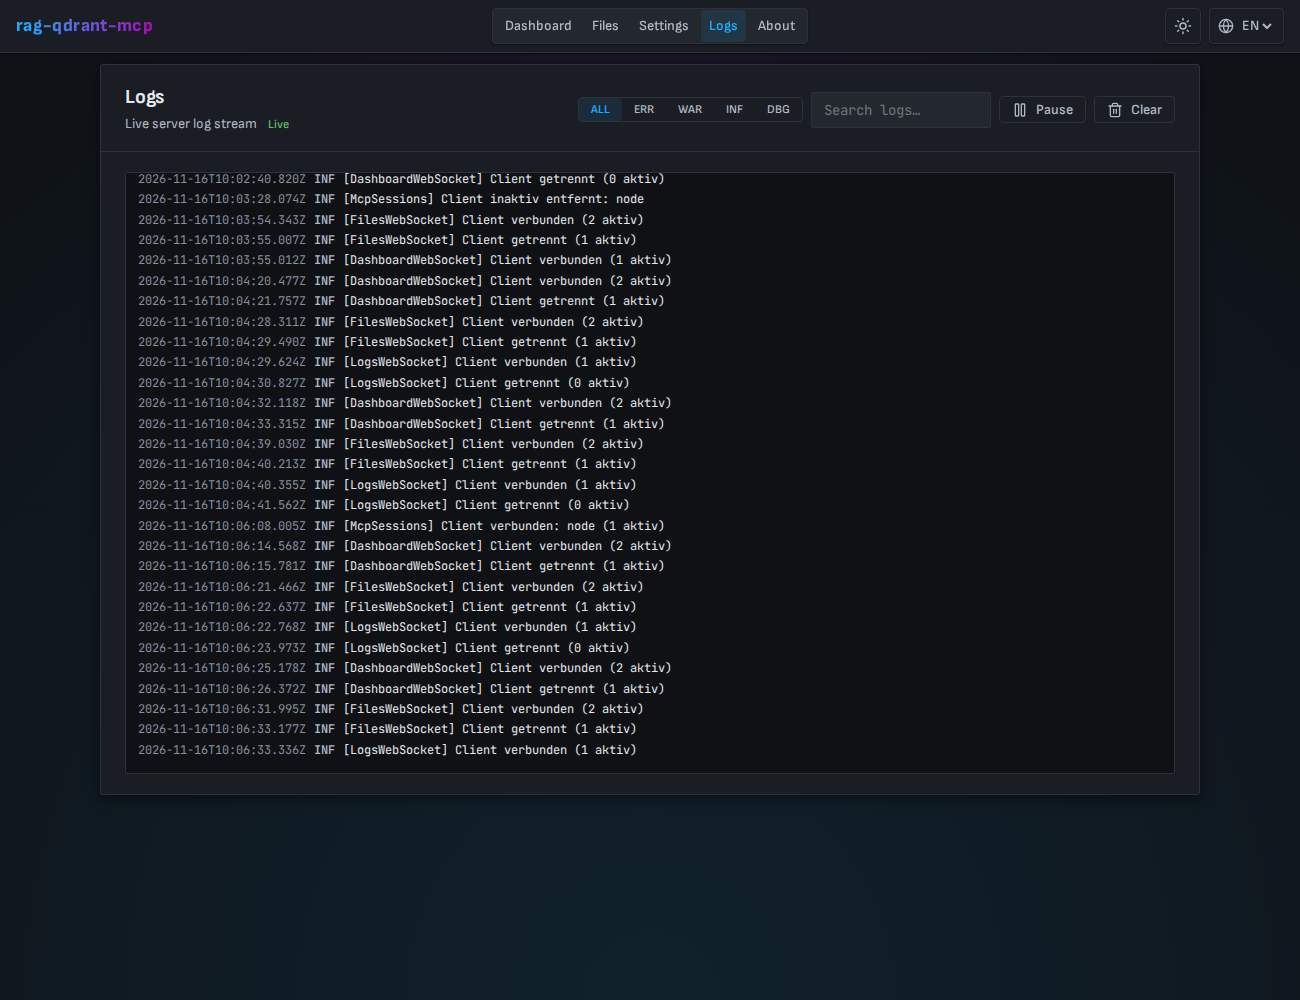 rag-qdrant-mcp
Dashboard Files Settings Logs About
EN
Logs
Live server log stream Live
ALL ERR WAR INF DBG
Search logs…
Pause
Clear
2026-11-16T10:02:40.820Z INF [DashboardWebSocket] Client getrennt (0 aktiv)
2026-11-16T10:03:28.074Z INF [McpSessions] Client inaktiv entfernt: node
2026-11-16T10:03:54.343Z INF [FilesWebSocket] Client verbunden (2 aktiv)
2026-11-16T10:03:55.007Z INF [FilesWebSocket] Client getrennt (1 aktiv)
2026-11-16T10:03:55.012Z INF [DashboardWebSocket] Client verbunden (1 aktiv)
2026-11-16T10:04:20.477Z INF [DashboardWebSocket] Client verbunden (2 aktiv)
2026-11-16T10:04:21.757Z INF [DashboardWebSocket] Client getrennt (1 aktiv)
2026-11-16T10:04:28.311Z INF [FilesWebSocket] Client verbunden (2 aktiv)
2026-11-16T10:04:29.490Z INF [FilesWebSocket] Client getrennt (1 aktiv)
2026-11-16T10:04:29.624Z INF [LogsWebSocket] Client verbunden (1 aktiv)
2026-11-16T10:04:30.827Z INF [LogsWebSocket] Client getrennt (0 aktiv)
2026-11-16T10:04:32.118Z INF [DashboardWebSocket] Client verbunden (2 aktiv)
2026-11-16T10:04:33.315Z INF [DashboardWebSocket] Client getrennt (1 aktiv)
2026-11-16T10:04:39.030Z INF [FilesWebSocket] Client verbunden (2 aktiv)
2026-11-16T10:04:40.213Z INF [FilesWebSocket] Client getrennt (1 aktiv)
2026-11-16T10:04:40.355Z INF [LogsWebSocket] Client verbunden (1 aktiv)
2026-11-16T10:04:41.562Z INF [LogsWebSocket] Client getrennt (0 aktiv)
2026-11-16T10:06:08.005Z INF [McpSessions] Client verbunden: node (1 aktiv)
2026-11-16T10:06:14.568Z INF [DashboardWebSocket] Client verbunden (2 aktiv)
2026-11-16T10:06:15.781Z INF [DashboardWebSocket] Client getrennt (1 aktiv)
2026-11-16T10:06:21.466Z INF [FilesWebSocket] Client verbunden (2 aktiv)
2026-11-16T10:06:22.637Z INF [FilesWebSocket] Client getrennt (1 aktiv)
2026-11-16T10:06:22.768Z INF [LogsWebSocket] Client verbunden (1 aktiv)
2026-11-16T10:06:23.973Z INF [LogsWebSocket] Client getrennt (0 aktiv)
2026-11-16T10:06:25.178Z INF [DashboardWebSocket] Client verbunden (2 aktiv)
2026-11-16T10:06:26.372Z INF [DashboardWebSocket] Client getrennt (1 aktiv)
2026-11-16T10:06:31.995Z INF [FilesWebSocket] Client verbunden (2 aktiv)
2026-11-16T10:06:33.177Z INF [FilesWebSocket] Client getrennt (1 aktiv)
2026-11-16T10:06:33.336Z INF [LogsWebSocket] Client verbunden (1 aktiv)